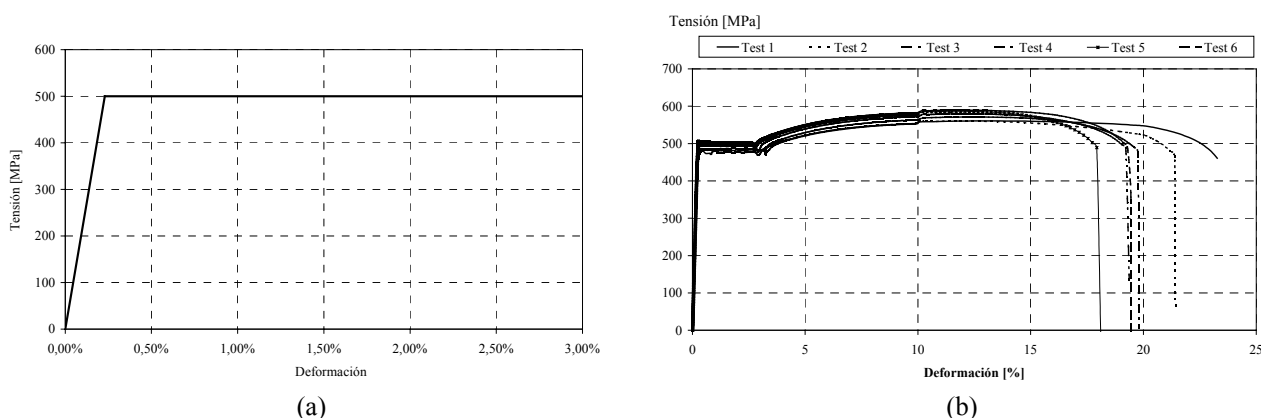 Tensión [MPa]
600
500
400
300
200
100
0
0,00% 0,50% 1,00% 1,50% 2,00% 2,50% 3,00%
Deformación
(a)
Tensión [MPa]
Test 1 Test 2 Test 3 Test 4 Test 5 Test 6
700
600
500
400
300
200
100
0
0 5 10 15 20 25
Deformación [%]
(b)